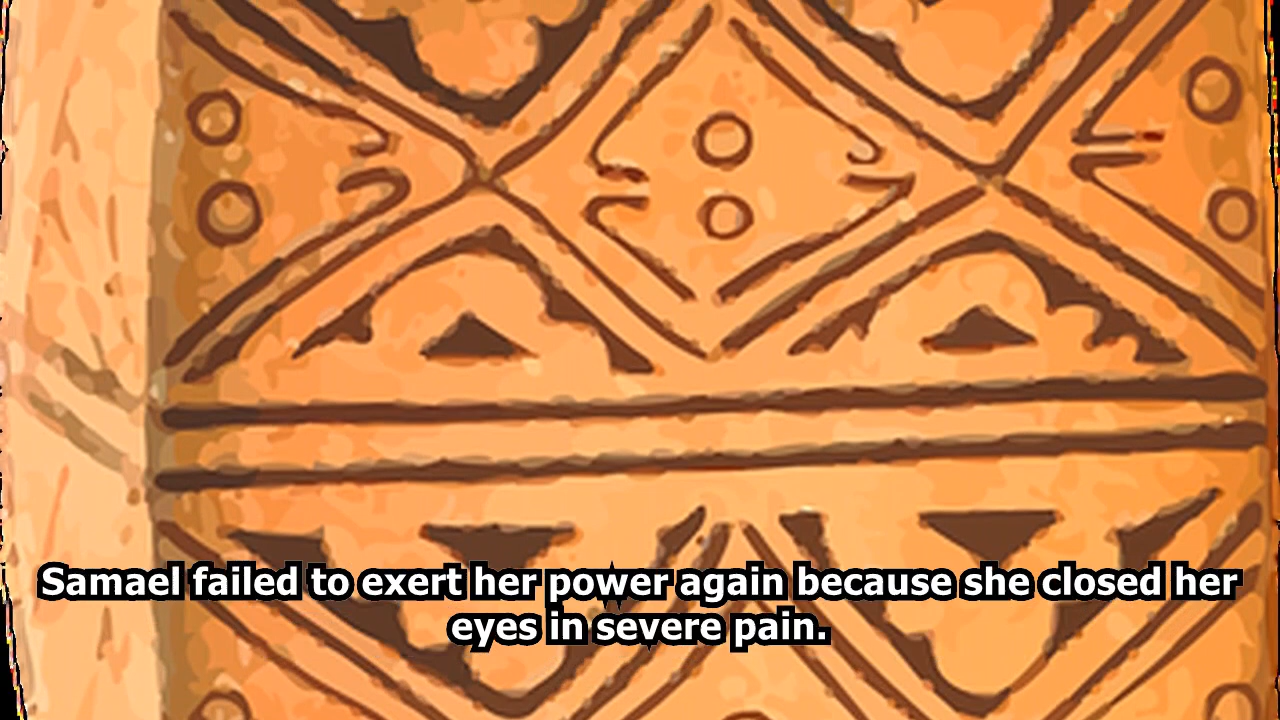 Samael failed to exert her power again because she closed her
eyes in severe pain.